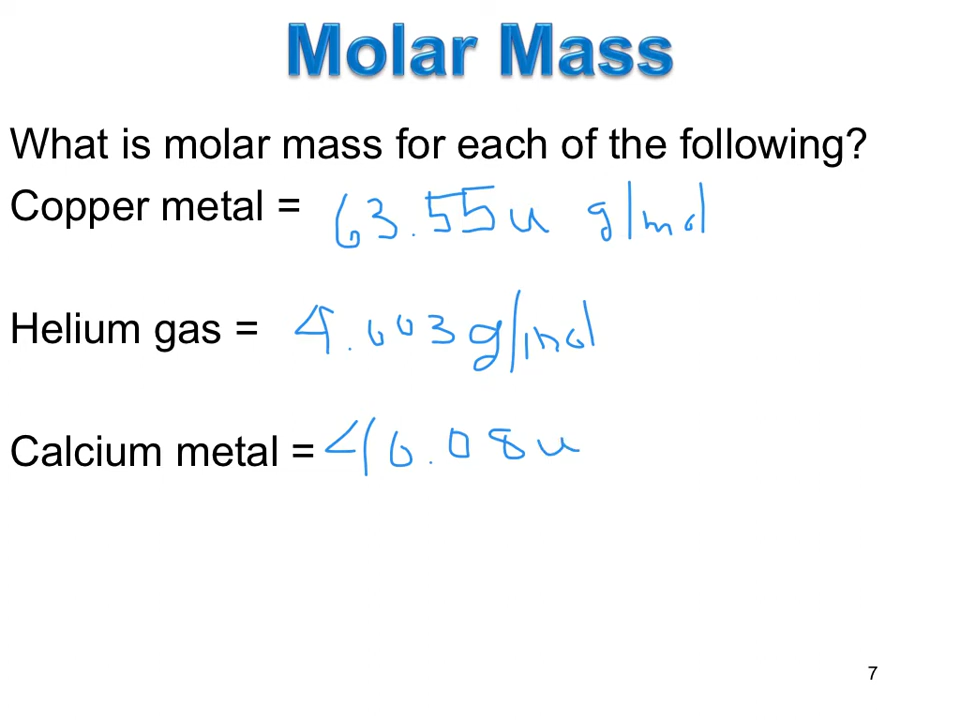 Molar Mass
What is molar mass for each of the following?
Copper metal = 63.55u g/mol
Helium gas = 4.003g/mol
Calcium metal = 40.08u
7